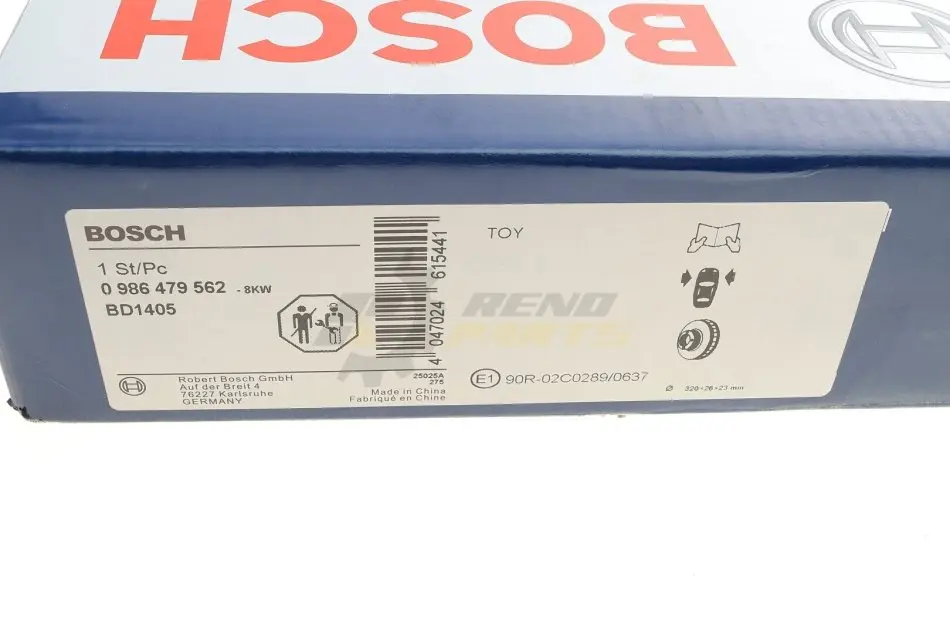 BOSCH
BOSCH
1 St/Pc
0 986 479 562 - 8KW
BD1405
Robert Bosch GmbH
Auf der Breit 4
76227 Karlsruhe
GERMANY
4 047024 615441
25025A
275
Made in China
Fabriqué en Chine
TOY
RENO
PARTS
E1 90R-02C0289/0637
Ø 320×28×23 mm